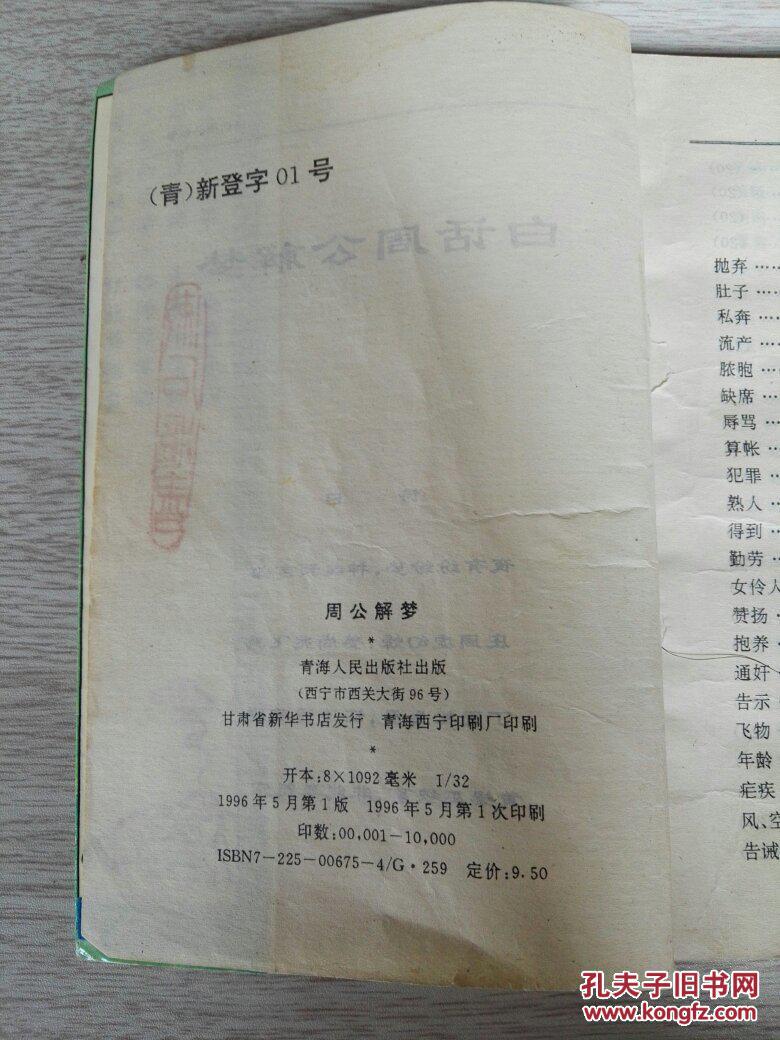 (青)新登字01号
周公解梦
*
青海人民出版社出版
(西宁市西关大街96号)
甘肃省新华书店发行 青海西宁印刷厂印刷
*
开本:8×1092毫米 1/32
1996年5月第1版 1996年5月第1次印刷
印数:00,001-10,000
ISBN7-225-00675-4/G·259 定价:9.50
抛弃……
肚子……
私奔……
流产……
脓胞……
缺席……
辱骂……
算帐……
犯罪……
熟人……
得到……
勤劳……
女伶人
赞扬……
抱养……
通奸……
告示
飞物
年龄
疟疾
风、空
告诫
孔夫子旧书网
www.kongfz.com